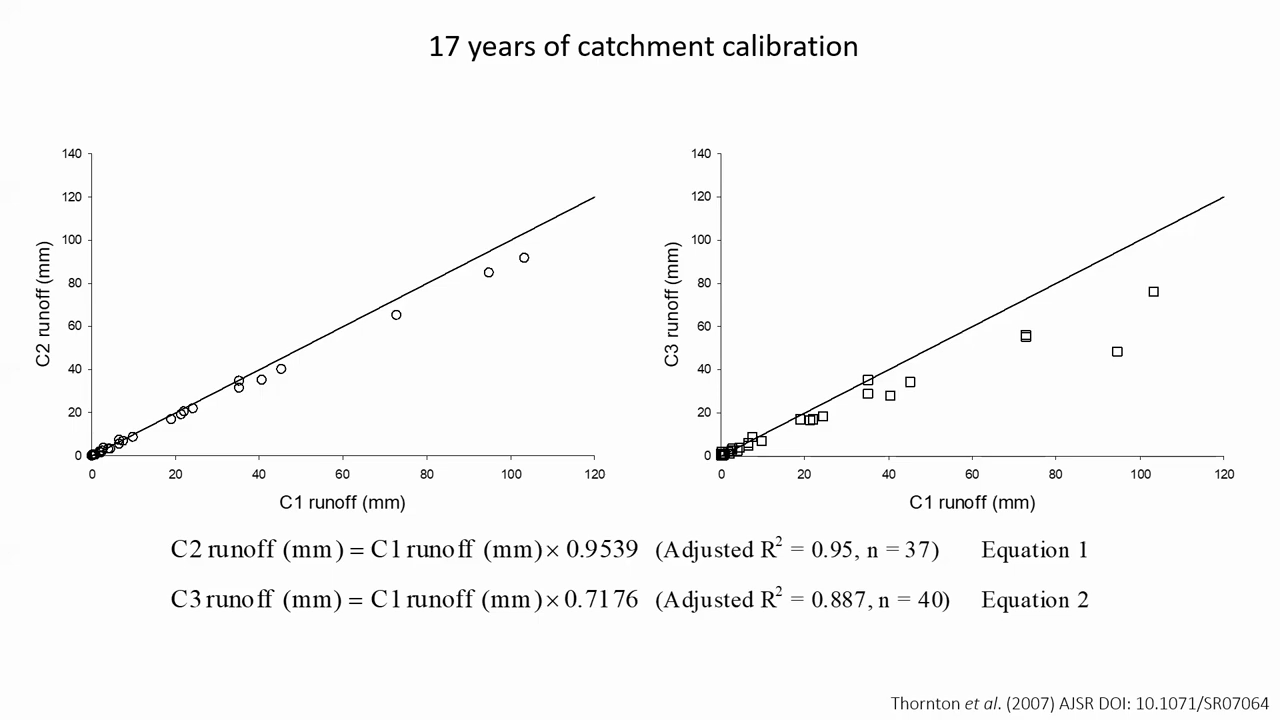 17 years of catchment calibration
140
120
100
80
60
40
20
0
0 20 40 60 80 100 120
C2 runoff (mm)
C1 runoff (mm)
140
120
100
80
60
40
20
0
0 20 40 60 80 100 120
C3 runoff (mm)
C1 runoff (mm)
C2 runoff (mm) = C1 runoff (mm) × 0.9539 (Adjusted R² = 0.95, n = 37) Equation 1
C3 runoff (mm) = C1 runoff (mm) × 0.7176 (Adjusted R² = 0.887, n = 40) Equation 2
Thornton et al. (2007) AJSR DOI: 10.1071/SR07064